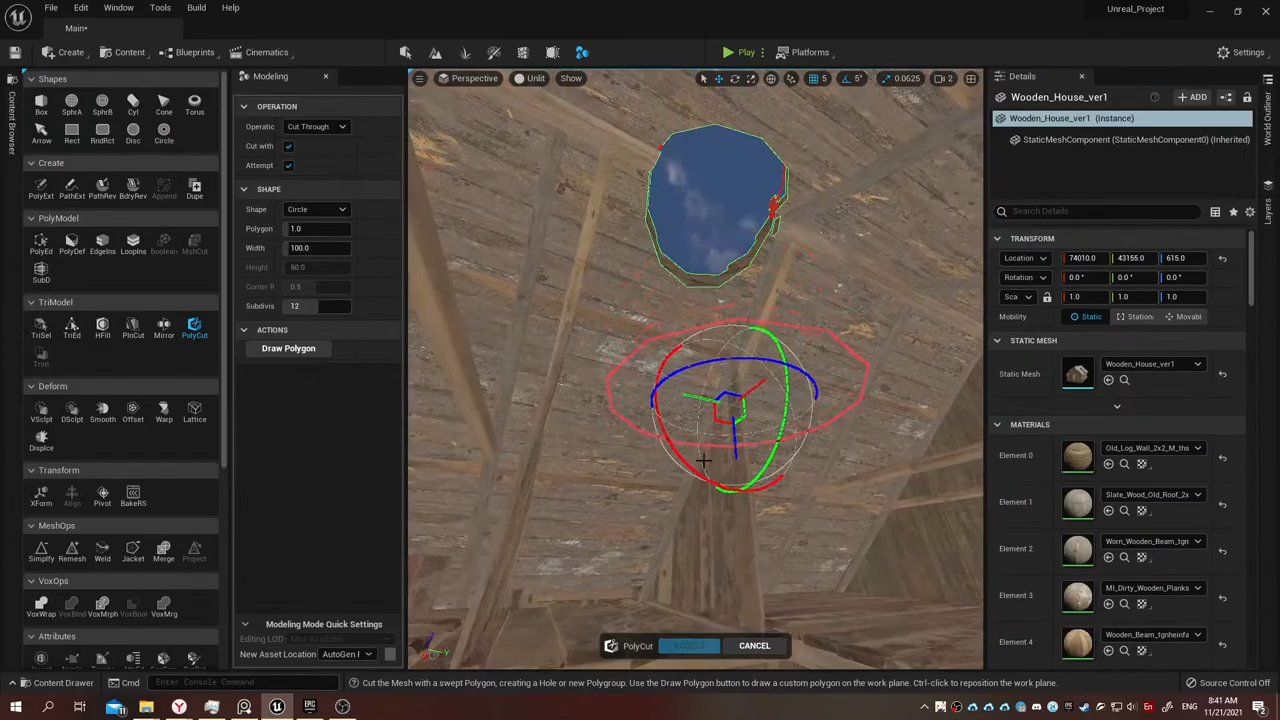 File Edit Window Tools Build Help
Unreal_Project
Main*
Create Content Blueprints Cinematics Play Platforms Settings
Content Browser
Shapes
Box SphrA SphrB Cyl Cone Torus
Arrow Rect RndRct Disc Circle
Create
PolyExt PathExt PathRev BdryRev Append Dupe
PolyModel
PolyEd PolyDef EdgeIns LoopIns Boolean MshCut
SubD
TriModel
TriSel TriEd HFill PlnCut Mirror PolyCut
Trim
Deform
VSclpt DSclpt Smooth Offset Warp Lattice
Displce
Transform
XForm Align Pivot BakeRS
MeshOps
Simplfy Remesh Weld Jacket Merge Project
VoxOps
VoxWrap VoxBlnd VoxMrph VoxBool VoxMrg
Attributes
Modeling
OPERATION
Operatic Cut Through
Cut with
Attempt
SHAPE
Shape Circle
Polygon 1.0
Width 100.0
Height 50.0
Corner R 0.5
Subdivis 12
ACTIONS
Draw Polygon
Modeling Mode Quick Settings
Editing LOD
New Asset Location AutoGen F
Perspective Unlit Show 5 5° 0.0625 2
Y
PolyCut CANCEL
Details
Wooden_House_ver1 ADD
Wooden_House_ver1 (Instance)
StaticMeshComponent (StaticMeshComponent0) (Inherited)
Search Details
TRANSFORM
Location 74010.0 43155.0 615.0
Rotation 0.0 ° 0.0 ° 0.0 °
Sca 1.0 1.0 1.0
Mobility Static Station Movabl
STATIC MESH
Static Mesh Wooden_House_ver1
MATERIALS
Element 0 Old_Log_Wall_2x2_M_ths
Element 1 Slate_Wood_Old_Roof_2x
Element 2 Worn_Wooden_Beam_tgn
Element 3 MI_Dirty_Wooden_Planks
Element 4 Wooden_Beam_tgnheinfa
World Outliner
Layers
Content Drawer Cmd Enter Console Command Cut the Mesh with a swept Polygon, creating a Hole or new Polygroup. Use the Draw Polygon button to draw a custom polygon on the work plane. Ctrl-click to reposition the work plane. Source Control Off
8:41 AM
11/21/2021